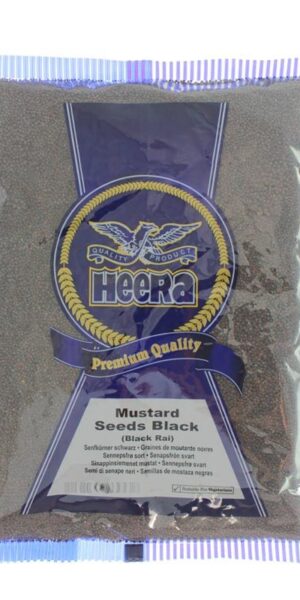 QUALITY PRODUCT
HEERA
Premium Quality
Mustard
Seeds Black
(Black Rai)
Senfkörner schwarz • Graines de moutarde noires
Sennepsfrø sort • Senapsfrön svart
Sinappinsiemenet mustat • Sennepsfrø svart
Semi di senape neri • Semillas de mostaza negras
Suitable For Vegetarians